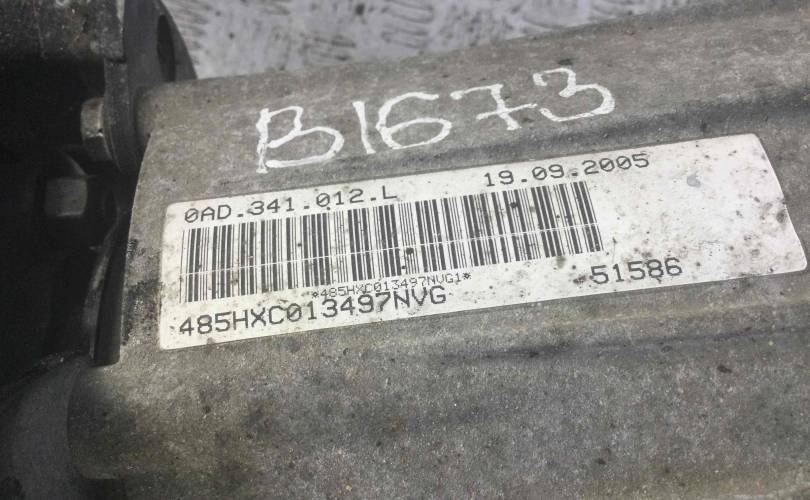 B1673
0AD.341.012.L 19.09.2005
*485HXC013497NVG1*
485HXC013497NVG 51586